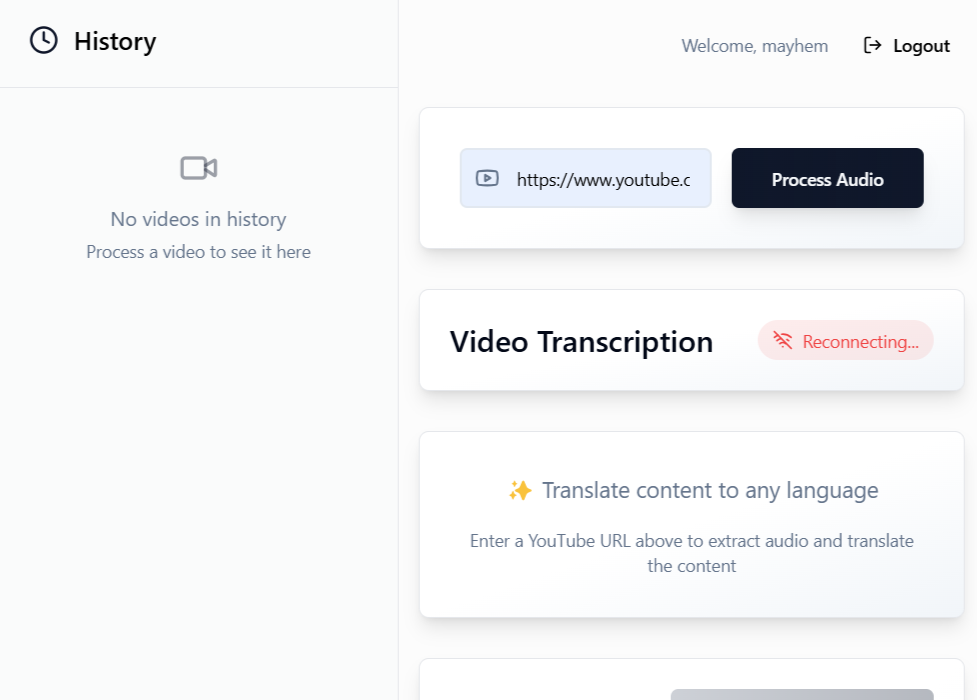 History
No videos in history
Process a video to see it here
Welcome, mayhem
Logout
https://www.youtube.c
Process Audio
Video Transcription
Reconnecting...
✨ Translate content to any language
Enter a YouTube URL above to extract audio and translate
the content